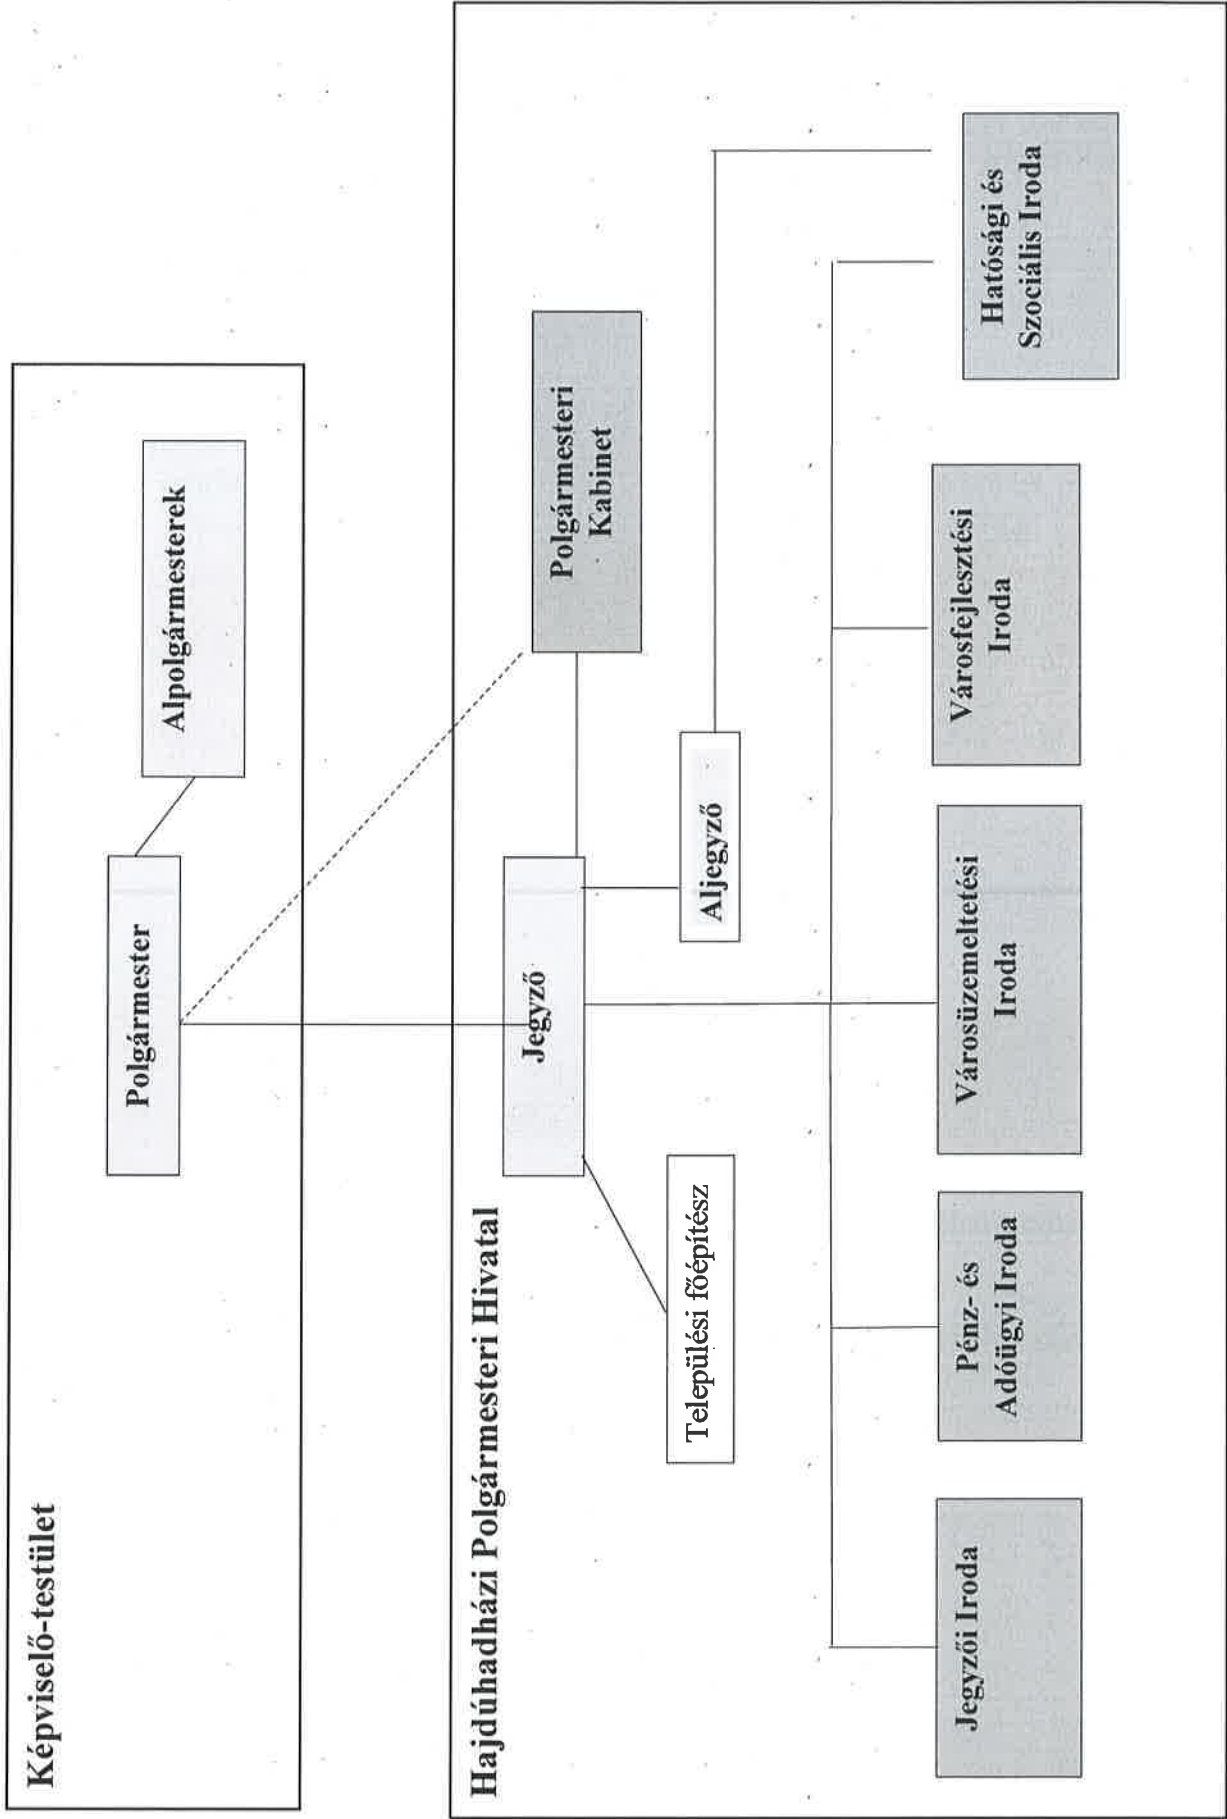 Képviselő-testület
Polgármester
Alpolgármesterek
Hajdúhadházi Polgármesteri Hivatal
Jegyző
Polgármesteri
Kabinet
Települési főépítész
Aljegyző
Jegyzői Iroda
Pénz- és
Adóügyi Iroda
Városüzemeltetési
Iroda
Városfejlesztési
Iroda
Hatósági és
Szociális Iroda